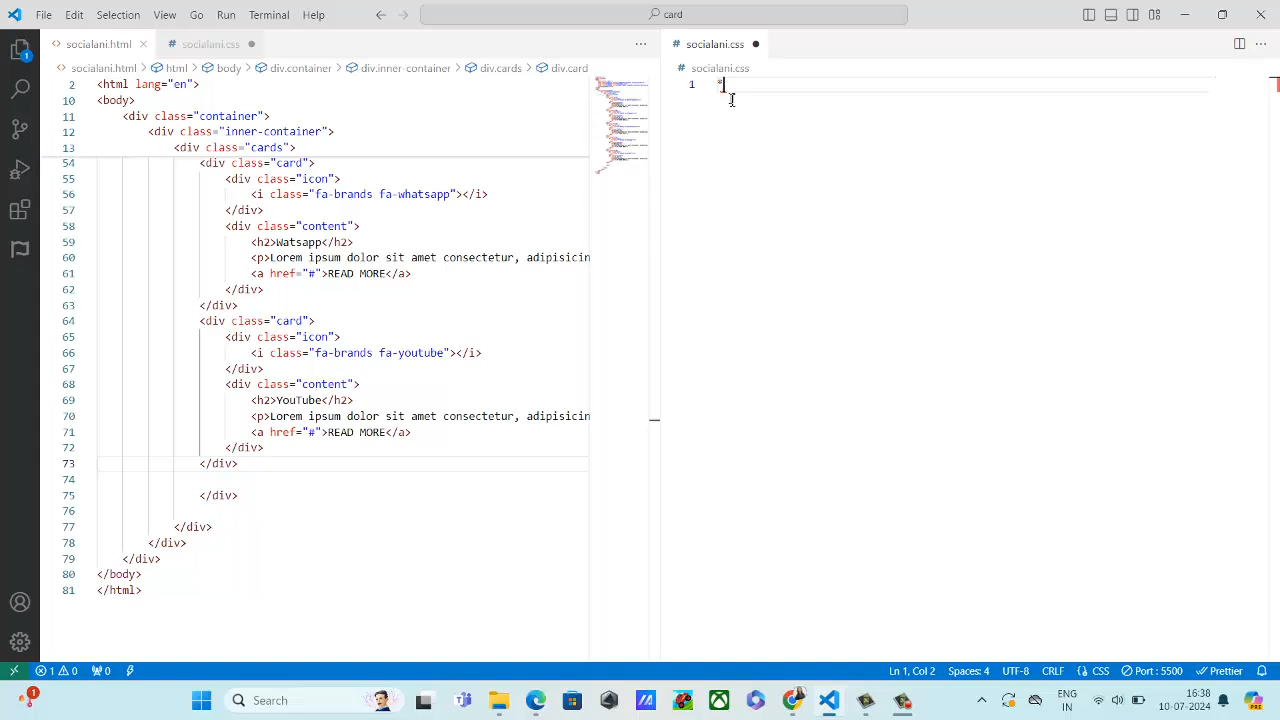 File Edit Selection View Go Run Terminal Help card
socialani.html socialani.css
socialani.html > html > body > div.container > div.inner-container > div.cards > div.card
2 <html lang="en">
10 <body>
11 <div class="container">
12 <div class="inner-container">
13 <div class="cards">
54 <div class="card">
55 <div class="icon">
56 <i class="fa-brands fa-whatsapp"></i>
57 </div>
58 <div class="content">
59 <h2>Watsapp</h2>
60 <p>Lorem ipsum dolor sit amet consectetur, adipisicin
61 <a href="#">READ MORE</a>
62 </div>
63 </div>
64 <div class="card">
65 <div class="icon">
66 <i class="fa-brands fa-youtube"></i>
67 </div>
68 <div class="content">
69 <h2>YouTube</h2>
70 <p>Lorem ipsum dolor sit amet consectetur, adipisicin
71 <a href="#">READ MORE</a>
72 </div>
73 </div>
74
75 </div>
76
77 </div>
78 </div>
79 </div>
80 </body>
81 </html>
# socialani.css
# socialani.css
1 *
1 0 0 Ln 1, Col 2 Spaces: 4 UTF-8 CRLF {} CSS Port : 5500 Prettier
Search ENG IN 16:38 10-07-2024